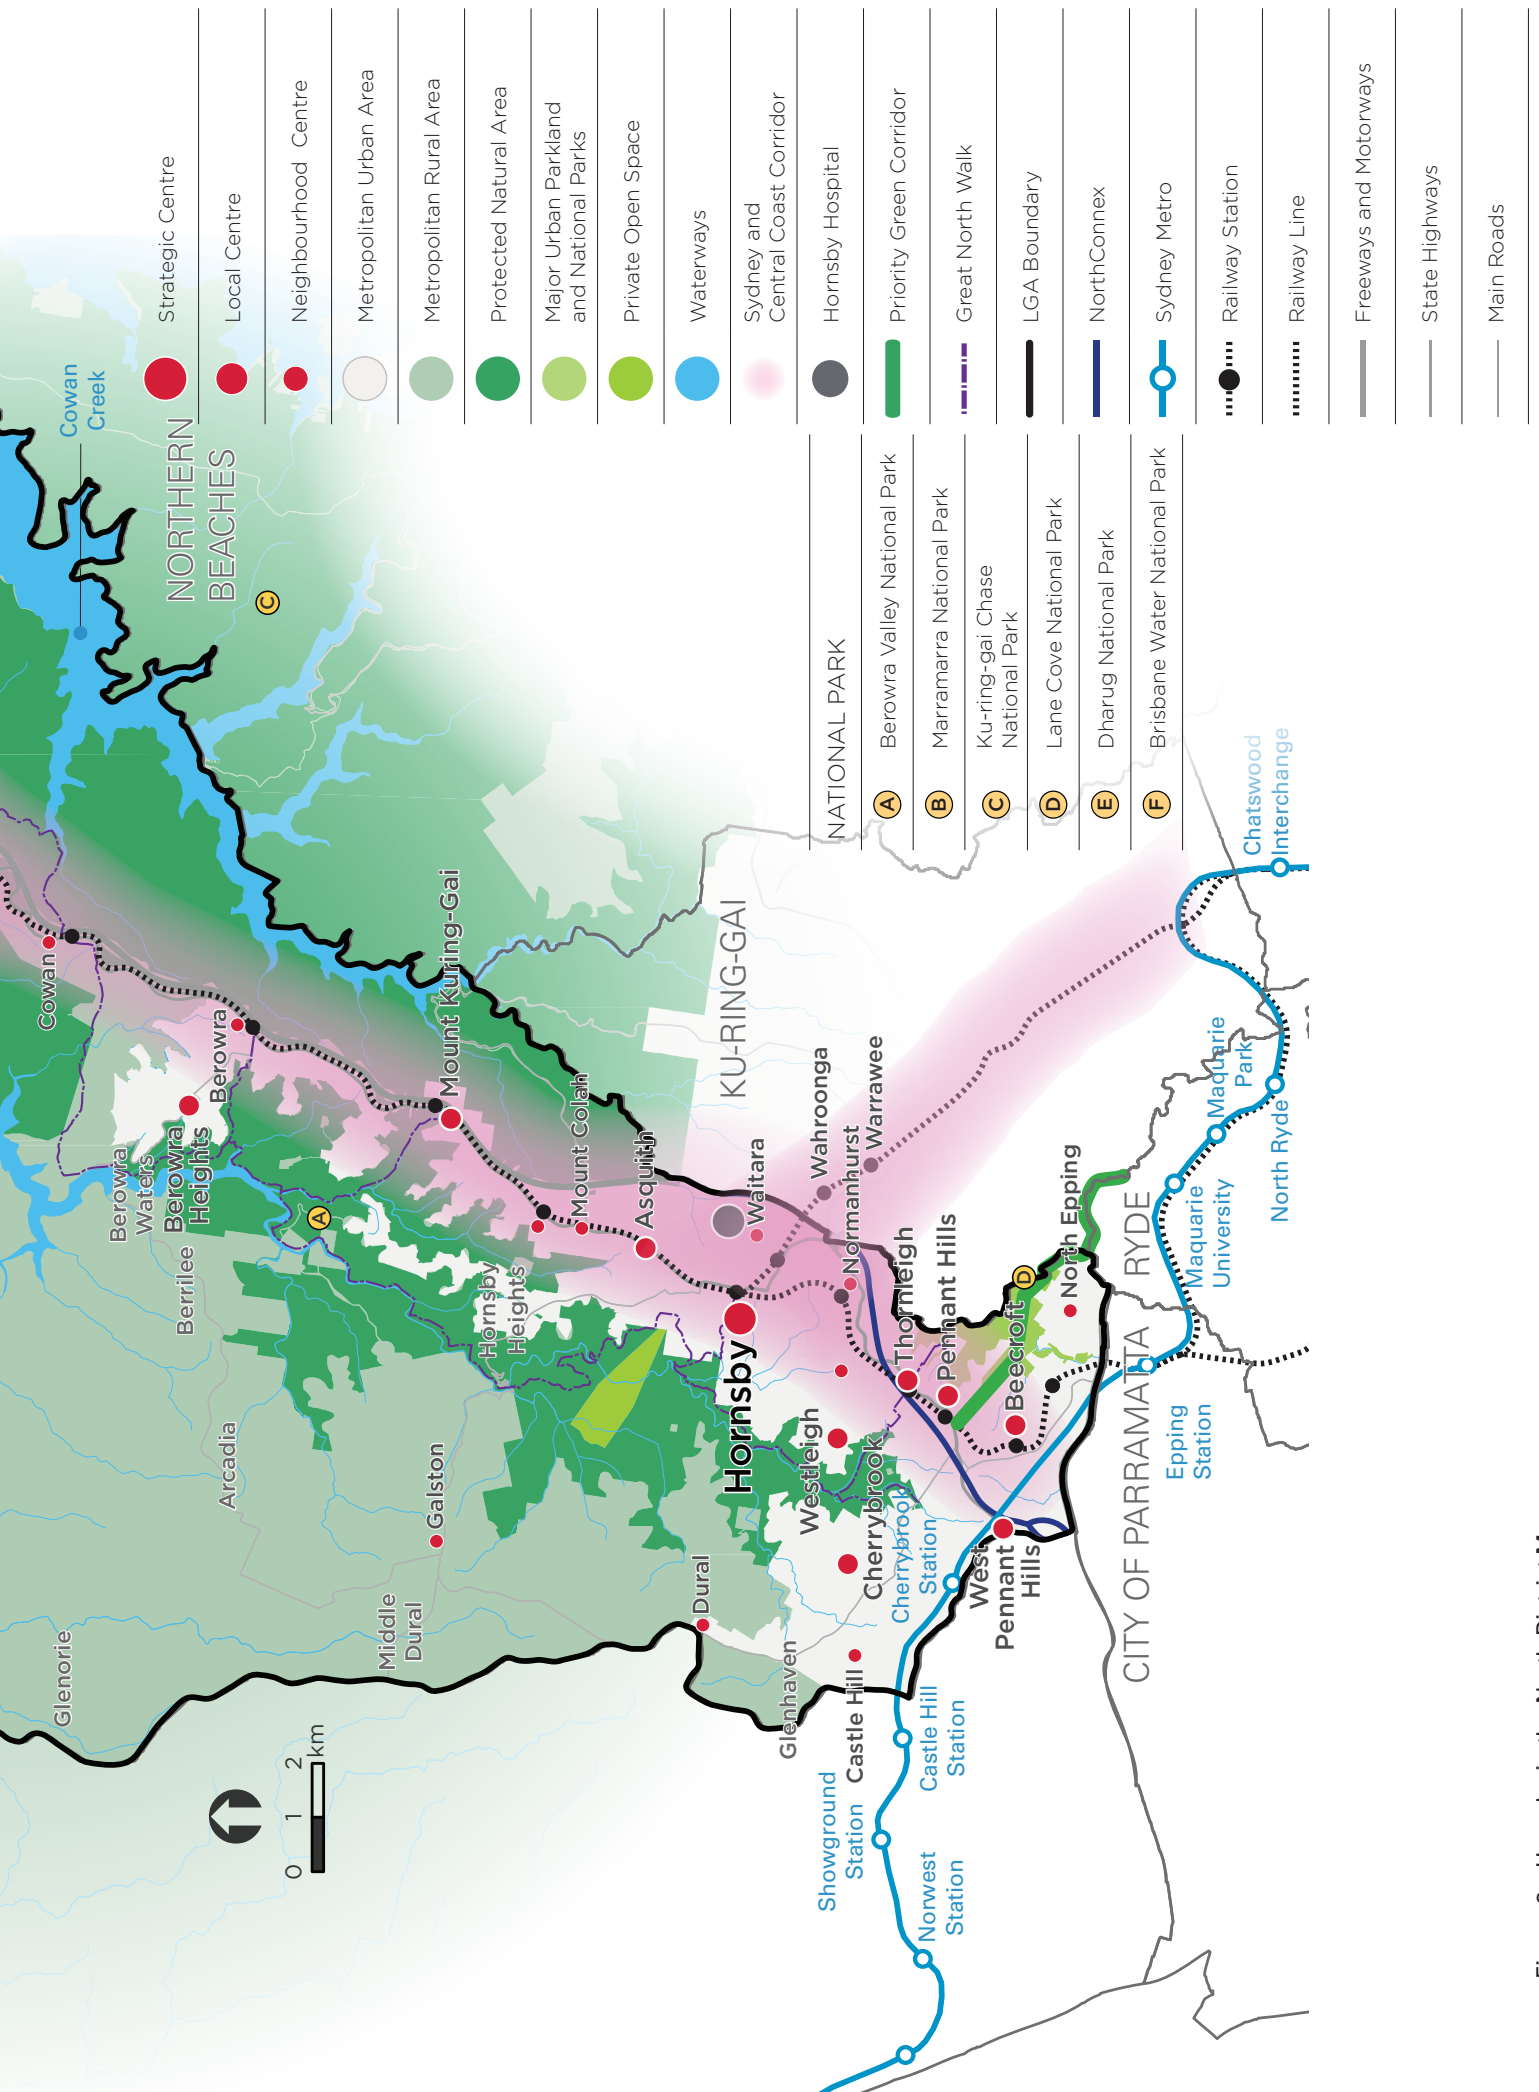 Cowan
Creek
NORTHERN
BEACHES
C
Cowan
Berowra
Berowra
Waters
Berowra
Heights
Mount Kuring-Gai
A
Berrilee
Mount Colah
Asquith
KU-RING-GAI
Waitara
Wahroonga
Warrawee
Normanhurst
Hornsby
Heights
Arcadia
Galston
Glenorie
Middle
Dural
Dural
Glenhaven
Hornsby
Westleigh
Thornleigh
Pennant Hills
Cherrybrook
Cherrybrook
Station
Beecroft
D
North Epping
West
Pennant
Hills
Castle Hill
Castle Hill
Station
Showground
Station
Norwest
Station
CITY OF PARRAMATTA
RYDE
Epping
Station
Maquarie
University
Maquarie
Park
North Ryde
Chatswood
Interchange
0 1 2
km
NATIONAL PARK
A Berowra Valley National Park
B Marramarra National Park
C Ku-ring-gai Chase
National Park
D Lane Cove National Park
E Dharug National Park
F Brisbane Water National Park
Strategic Centre
Local Centre
Neighbourhood Centre
Metropolitan Urban Area
Metropolitan Rural Area
Protected Natural Area
Major Urban Parkland
and National Parks
Private Open Space
Waterways
Sydney and
Central Coast Corridor
Hornsby Hospital
Priority Green Corridor
Great North Walk
LGA Boundary
NorthConnex
Sydney Metro
Railway Station
Railway Line
Freeways and Motorways
State Highways
Main Roads